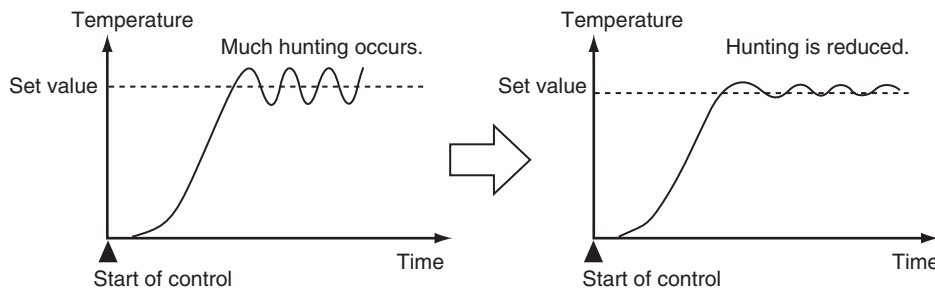 Temperature
Much hunting occurs.
Set value
Time
Start of control
Temperature
Hunting is reduced.
Set value
Time
Start of control